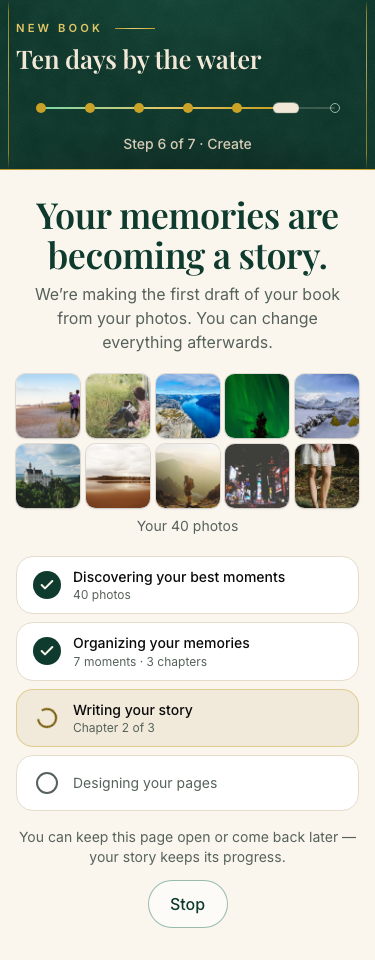 NEW BOOK
Ten days by the water
Step 6 of 7 · Create
Your memories are
becoming a story.
We're making the first draft of your book
from your photos. You can change
everything afterwards.
Your 40 photos
Discovering your best moments
40 photos
Organizing your memories
7 moments · 3 chapters
Writing your story
Chapter 2 of 3
Designing your pages
You can keep this page open or come back later —
your story keeps its progress.
Stop